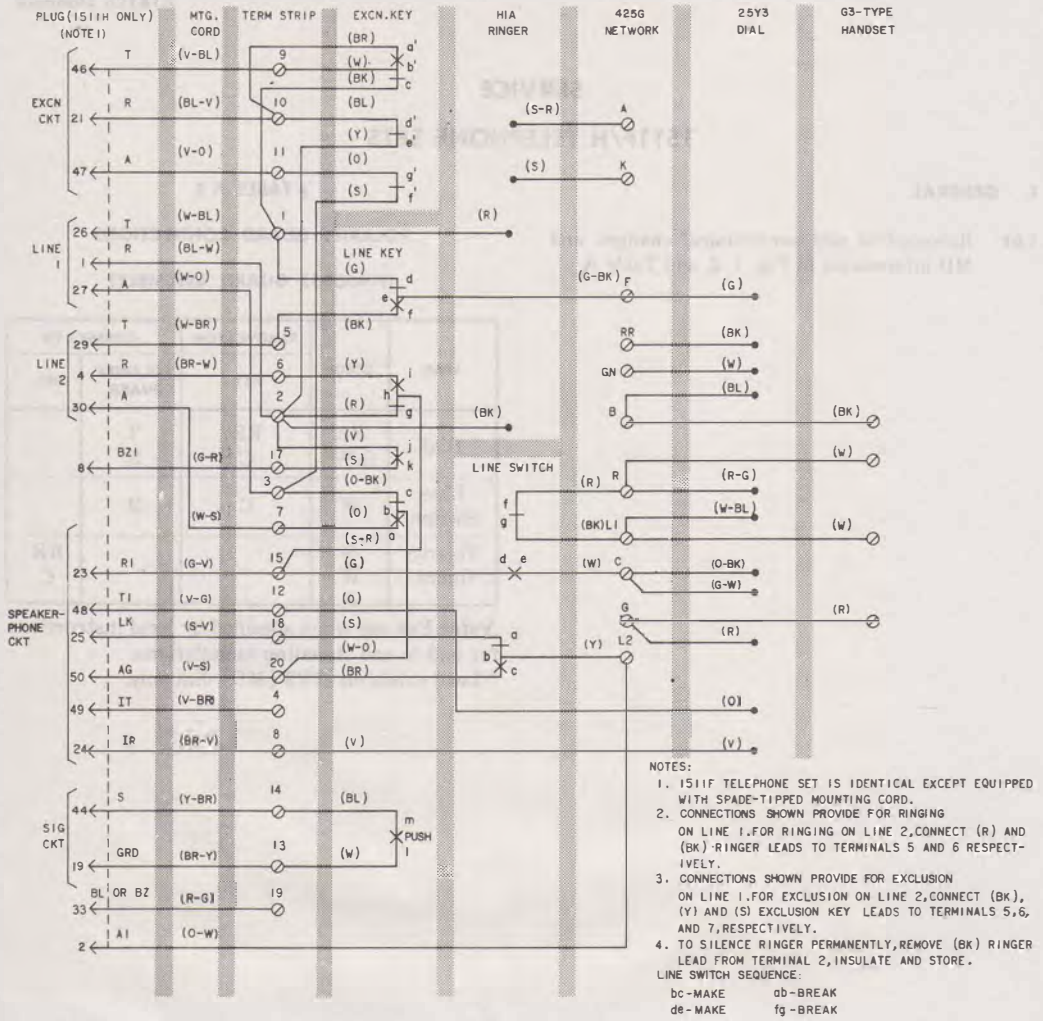 PLUG (1511H ONLY) MTG. TERM STRIP EXCN.KEY HIA 425G 25Y3 G3-TYPE
(NOTE 1) CORD RINGER NETWORK DIAL HANDSET
(BR) a'
46 T (V-BL) 9 (W) b'
(BK) c
EXCN CKT
21 R (BL-V) 10 (BL) (S-R) A
d'
(Y) e'
47 A (V-O) 11 (O) g' (S) K
(S) f'
26 T (W-BL) 1 (R)
LINE 1
1 R (BL-W) LINE KEY
27 A (W-O) (G) d (G-BK) F (G)
e
f
29 T (W-BR) 5 (BK) RR (BK)
LINE 2
4 R (BR-W) 6 (Y) i GN (W)
h (BL)
30 A 2 (R) g (BK) B (BK)
(V) j
8 BZ1 (G-R) 17 (S) k LINE SWITCH (W)
3 (O-BK) c f (R) R (R-G)
(W-S) 7 (O) b g (W-BL)
a (BK) L1 (W)
(S-R)
23 R1 (G-V) 15 (G) d e (W) C (O-BK)
(G-W)
SPEAKER-
PHONE
CKT
48 T1 (V-G) 12 (O) G (R)
25 LK (S-V) 18 (S) a (R)
(W-O) b (Y) L2
50 AG (V-S) 20 (BR) c
49 IT (V-BR) 4 (O)
24 IR (BR-V) 8 (V) (V)
SIG
CKT
44 S (Y-BR) 14 (BL) m
PUSH
19 GRD (BR-Y) 13 (W) l
33 BL OR BZ (R-G) 19
2 A1 (O-W)
NOTES:
1. 1511F TELEPHONE SET IS IDENTICAL EXCEPT EQUIPPED
WITH SPADE-TIPPED MOUNTING CORD.
2. CONNECTIONS SHOWN PROVIDE FOR RINGING
ON LINE 1.FOR RINGING ON LINE 2,CONNECT (R) AND
(BK) RINGER LEADS TO TERMINALS 5 AND 6 RESPECT-
IVELY.
3. CONNECTIONS SHOWN PROVIDE FOR EXCLUSION
ON LINE 1.FOR EXCLUSION ON LINE 2,CONNECT (BK),
(Y) AND (S) EXCLUSION KEY LEADS TO TERMINALS 5,6,
AND 7,RESPECTIVELY.
4. TO SILENCE RINGER PERMANENTLY,REMOVE (BK) RINGER
LEAD FROM TERMINAL 2,INSULATE AND STORE.
LINE SWITCH SEQUENCE:
bc-MAKE ab-BREAK
de-MAKE fg-BREAK